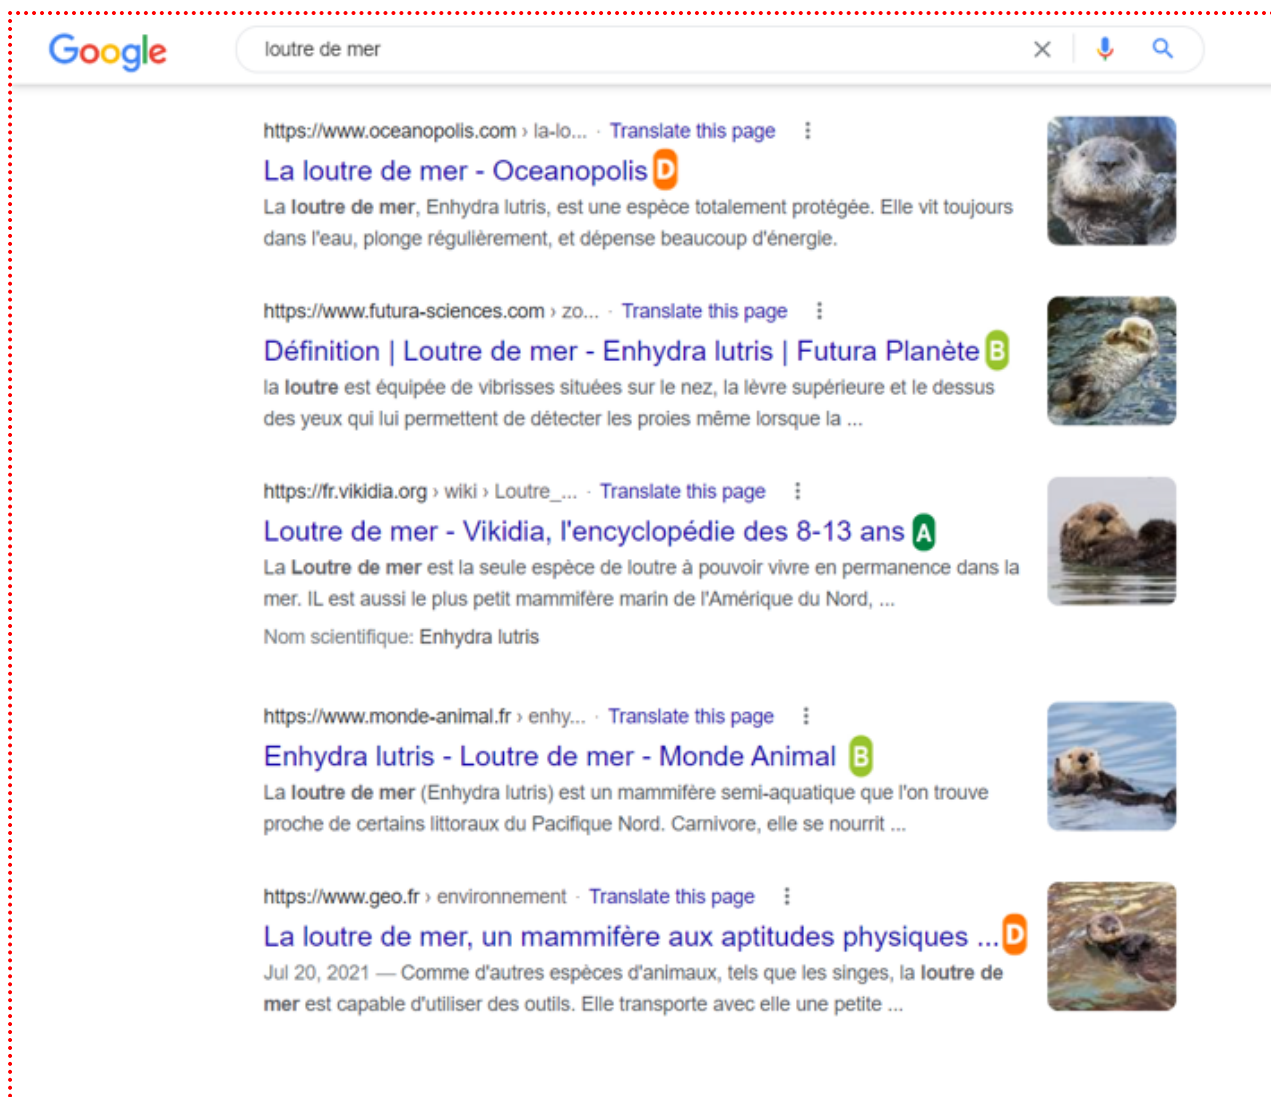 Google
loutre de mer
https://www.oceanopolis.com › la-lo... · Translate this page
La loutre de mer - Oceanopolis D
La loutre de mer, Enhydra lutris, est une espèce totalement protégée. Elle vit toujours
dans l'eau, plonge régulièrement, et dépense beaucoup d'énergie.
https://www.futura-sciences.com › zo... · Translate this page
Définition | Loutre de mer - Enhydra lutris | Futura Planète B
la loutre est équipée de vibrisses situées sur le nez, la lèvre supérieure et le dessus
des yeux qui lui permettent de détecter les proies même lorsque la ...
https://fr.vikidia.org › wiki › Loutre_... · Translate this page
Loutre de mer - Vikidia, l'encyclopédie des 8-13 ans A
La Loutre de mer est la seule espèce de loutre à pouvoir vivre en permanence dans la
mer. IL est aussi le plus petit mammifère marin de l'Amérique du Nord, ...
Nom scientifique: Enhydra lutris
https://www.monde-animal.fr › enhy... · Translate this page
Enhydra lutris - Loutre de mer - Monde Animal B
La loutre de mer (Enhydra lutris) est un mammifère semi-aquatique que l'on trouve
proche de certains littoraux du Pacifique Nord. Carnivore, elle se nourrit ...
https://www.geo.fr › environnement · Translate this page
La loutre de mer, un mammifère aux aptitudes physiques ... D
Jul 20, 2021 — Comme d'autres espèces d'animaux, tels que les singes, la loutre de
mer est capable d'utiliser des outils. Elle transporte avec elle une petite ...